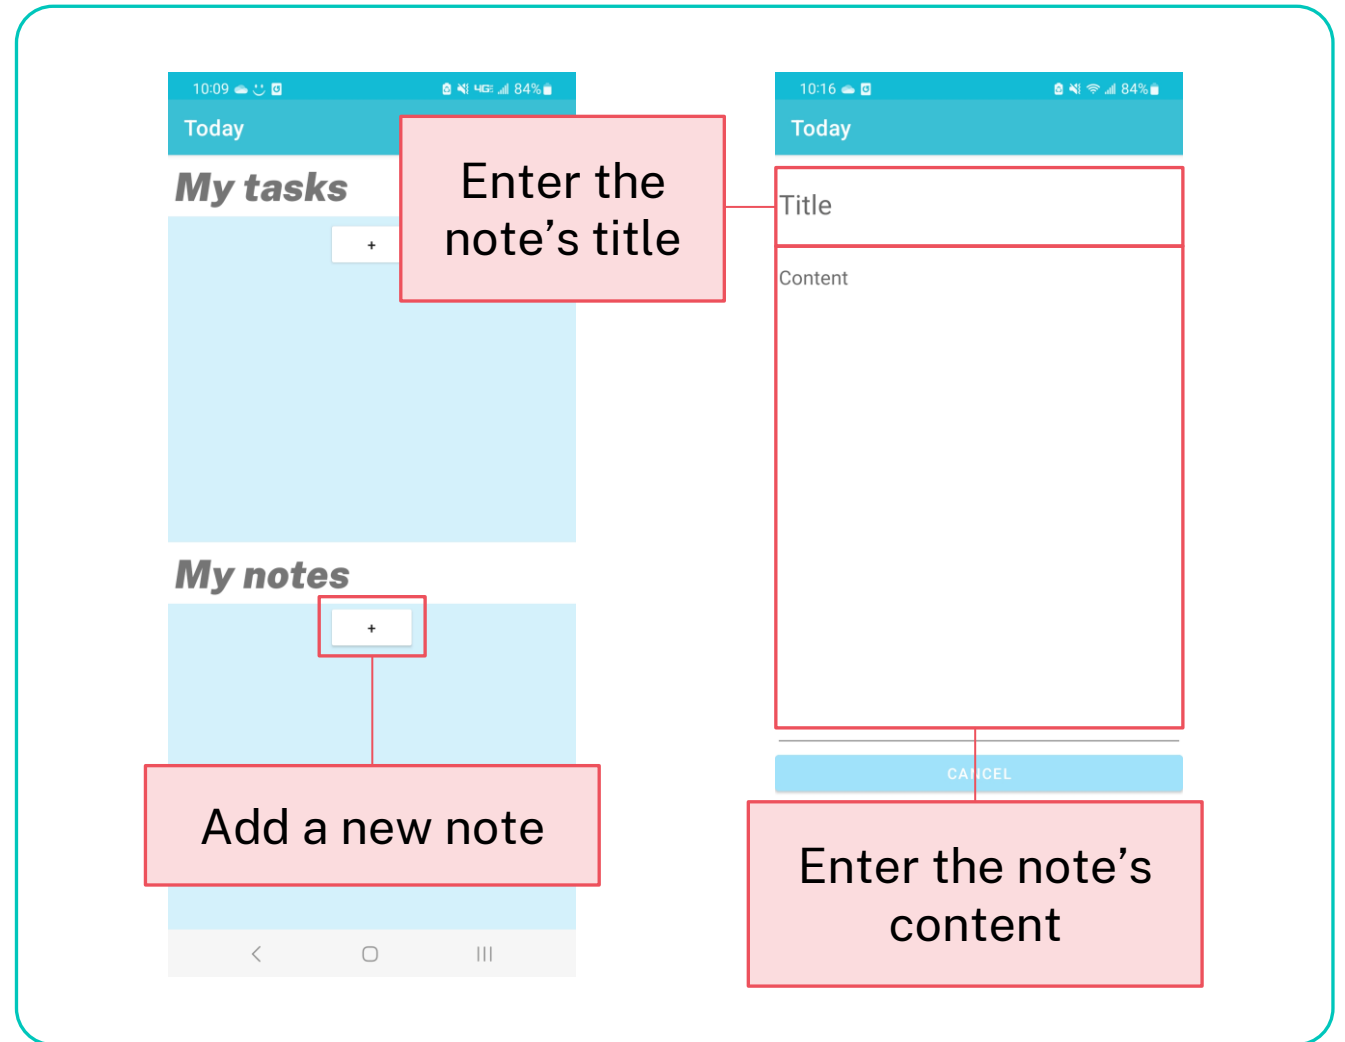 10:09
84%
Today
My tasks
+
My notes
+
Add a new note
Enter the
note’s title
10:16
84%
Today
Title
Content
CANCEL
Enter the note’s
content